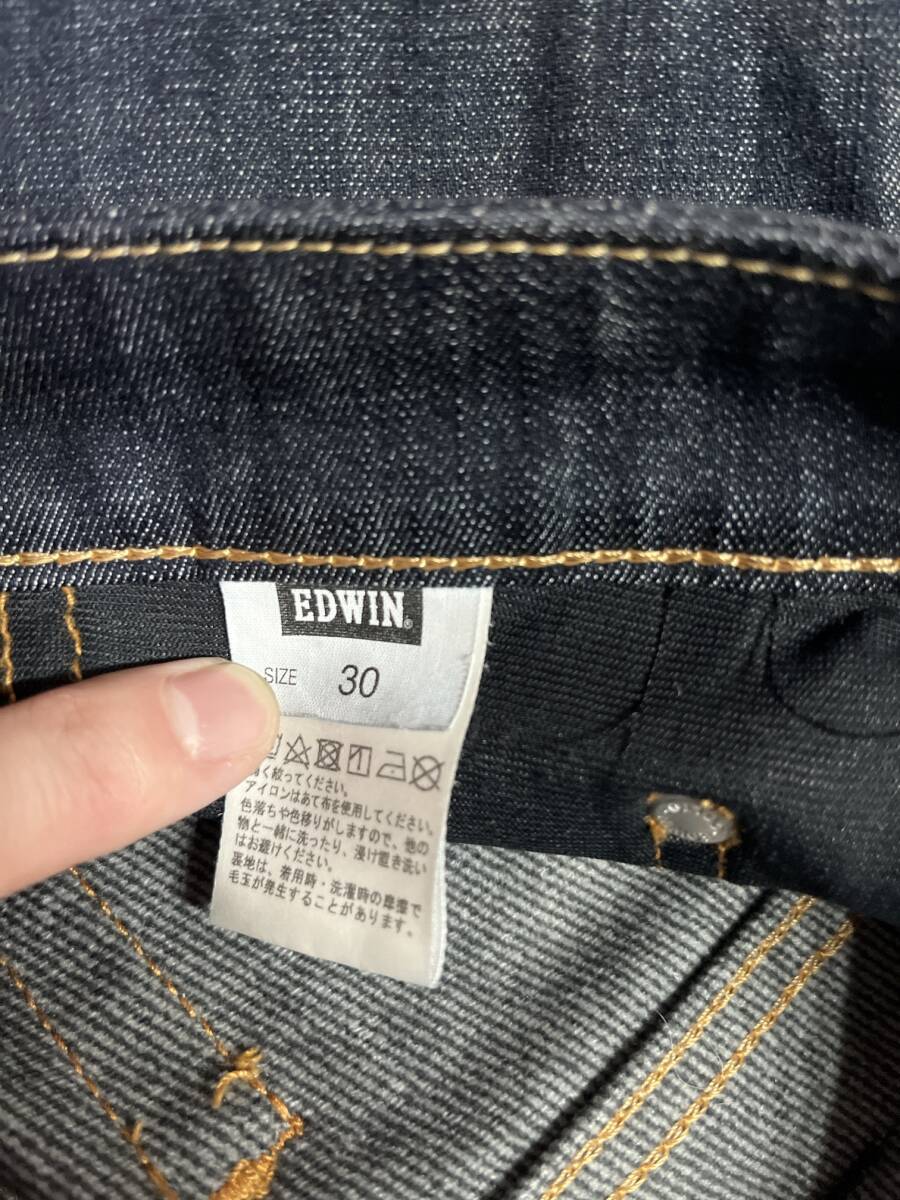 EDWIN®
SIZE 30
く絞ってください。
アイロンはあて布を使用してください。
色落ちや色移りがしますので、他の
物と一緒に洗ったり、浸け置き洗い
はお避けください。
裏地は、着用時・洗濯時の摩擦で
毛玉が発生することがあります。